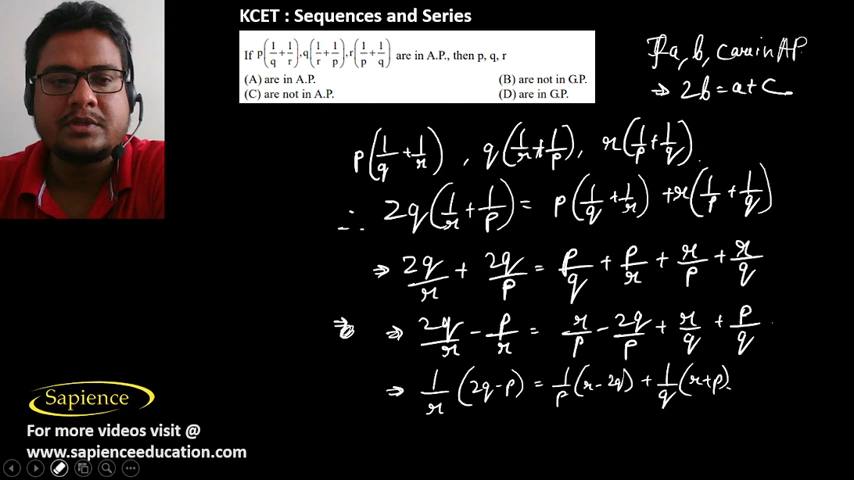 KCET : Sequences and Series
If p(1/q + 1/r), q(1/r + 1/p), r(1/p + 1/q) are in A.P., then p, q, r
(A) are in A.P. (B) are not in G.P.
(C) are not in A.P. (D) are in G.P.
If a, b, c are in AP
⇒ 2b = a + c
p(1/q + 1/r), q(1/r + 1/p), r(1/p + 1/q).
∴ 2q(1/r + 1/p) = p(1/q + 1/r) + r(1/p + 1/q)
⇒ 2q/r + 2q/p = p/q + p/r + r/p + r/q
⇒ ⇒ 2q/r - p/r = r/p - 2q/p + r/q + p/q
⇒ 1/r (2q-p) = 1/p (r-2q) + 1/q (r+p)
Sapience
For more videos visit @
www.sapienceeducation.com